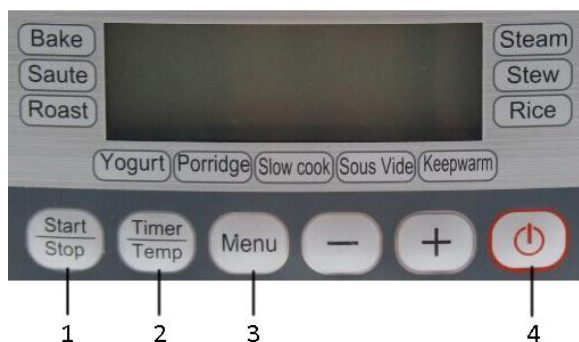 Bake
Saute
Roast
Steam
Stew
Rice
Yogurt Porridge Slow cook Sous Vide Keepwarm
Start
Stop
Timer
Temp
Menu
— +
1 2 3 4